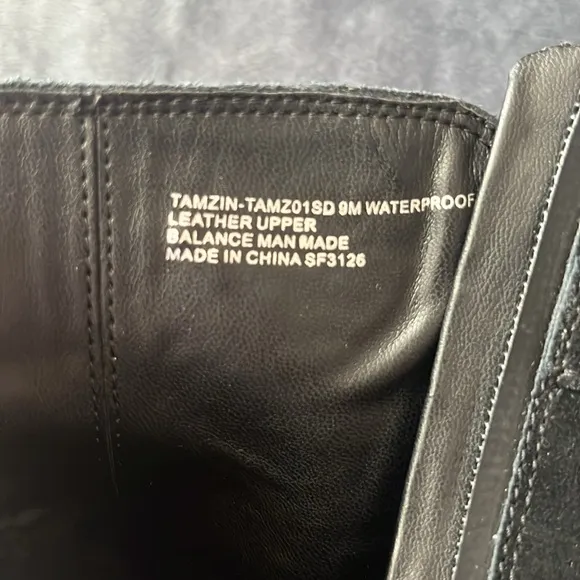 TAMZIN-TAMZ01SD 9M WATERPROOF
LEATHER UPPER
BALANCE MAN MADE
MADE IN CHINA SF3126